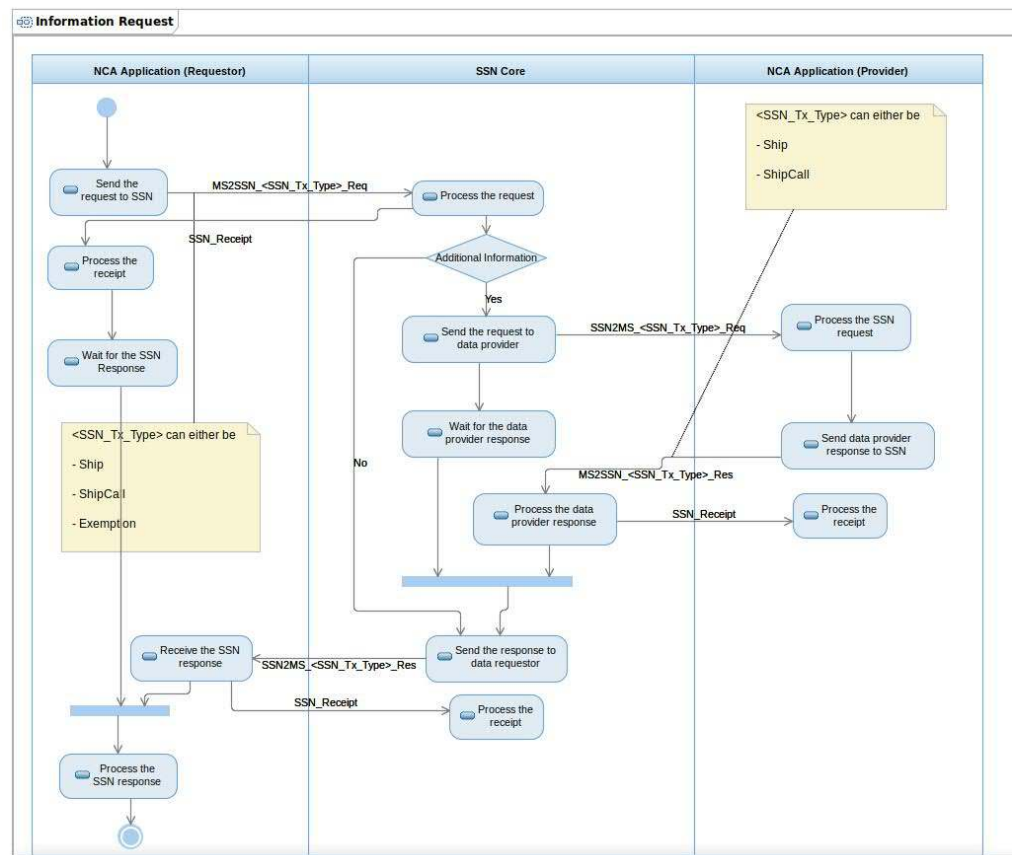 Information Request
NCA Application (Requestor)
SSN Core
NCA Application (Provider)
<SSN_Tx_Type> can either be
- Ship
- ShipCall
Send the
request to SSN
MS2SSN_<SSN_Tx_Type>_Req
Process the request
SSN_Receipt
Process the
receipt
Additional Information
Yes
Send the request to
data provider
SSN2MS_<SSN_Tx_Type>_Req
Process the SSN
request
Wait for the SSN
Response
Wait for the data
provider response
Send data provider
response to SSN
<SSN_Tx_Type> can either be
- Ship
- ShipCall
- Exemption
No
MS2SSN_<SSN_Tx_Type>_Res
Process the data
provider response
SSN_Receipt
Process the
receipt
Receive the SSN
response
SSN2MS_<SSN_Tx_Type>_Res
Send the response to
data requestor
SSN_Receipt
Process the
receipt
Process the
SSN response